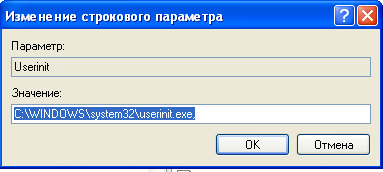 Изменение строкового параметра
Параметр:
Userinit
Значение:
C:\WINDOWS\system32\userinit.exe,
OK
Отмена